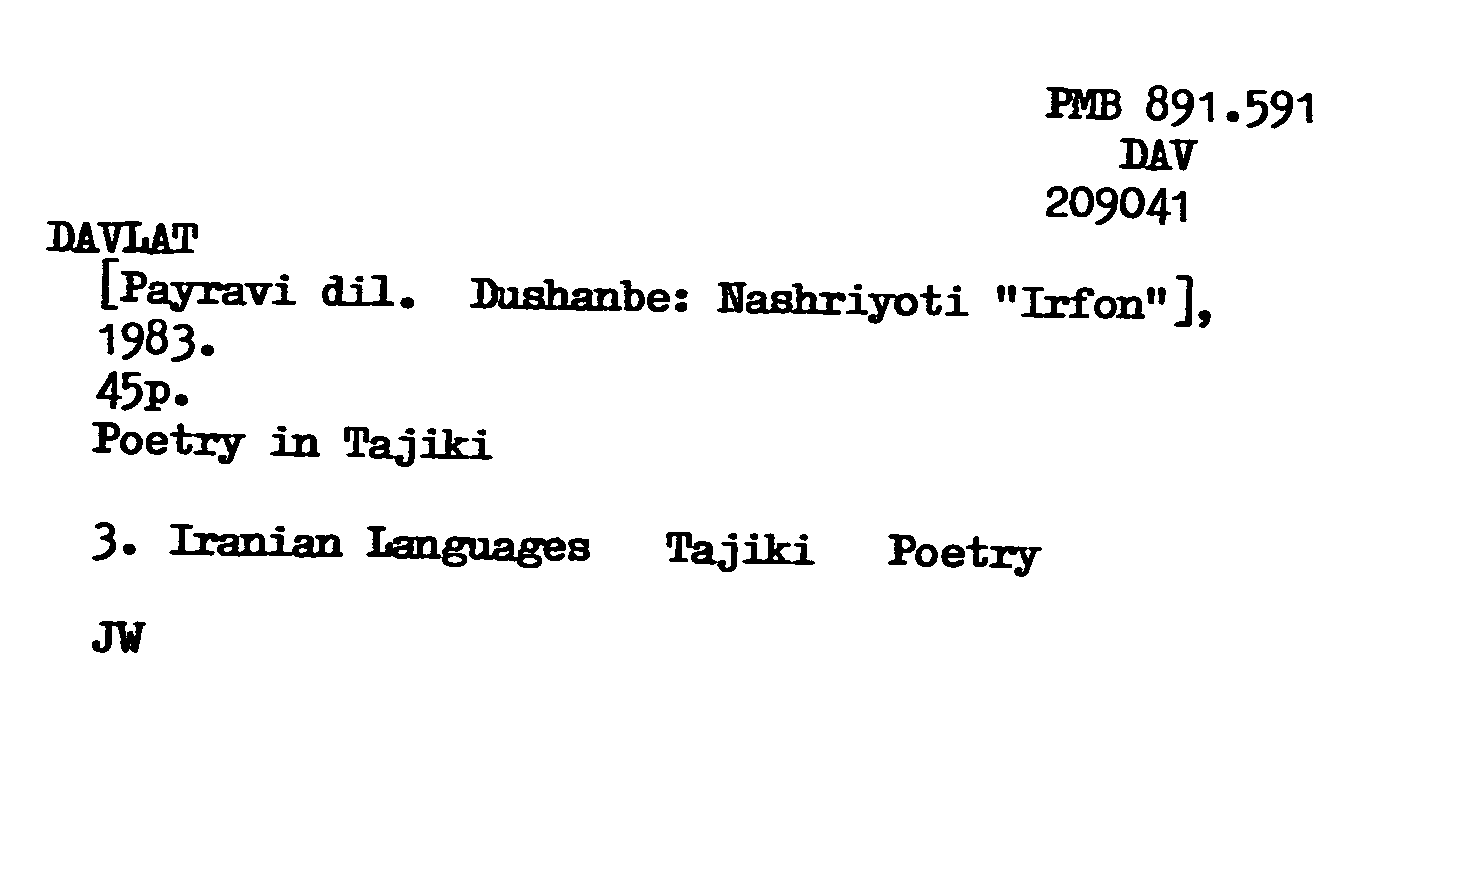 PMB 891.591
DAV
209041
DAVLAT
[Payravi dil. Dushanbe: Nashriyoti "Irfon"],
1983.
45p.
Poetry in Tajiki
3. Iranian Languages Tajiki Poetry
JW